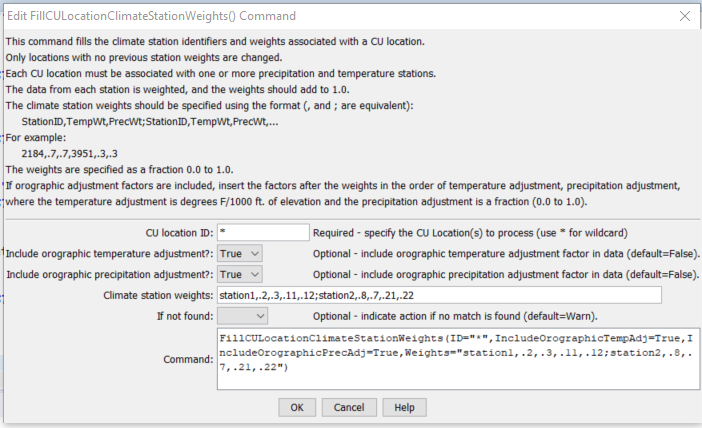 Edit FillCULocationClimateStationWeights() Command
This command fills the climate station identifiers and weights associated with a CU location.
Only locations with no previous station weights are changed.
Each CU location must be associated with one or more precipitation and temperature stations.
The data from each station is weighted, and the weights should add to 1.0.
The climate station weights should be specified using the format (, and ; are equivalent):
StationID,TempWt,PrecWt;StationID,TempWt,PrecWt,...
For example:
2184,.7,.7,3951,.3,.3
The weights are specified as a fraction 0.0 to 1.0.
If orographic adjustment factors are included, insert the factors after the weights in the order of temperature adjustment, precipitation adjustment,
where the temperature adjustment is degrees F/1000 ft. of elevation and the precipitation adjustment is a fraction (0.0 to 1.0).
CU location ID: * Required - specify the CU Location(s) to process (use * for wildcard)
Include orographic temperature adjustment?: True Optional - include orographic temperature adjustment factor in data (default=False).
Include orographic precipitation adjustment?: True Optional - include orographic precipitation adjustment factor in data (default=False).
Climate station weights: station1,.2,.3,.11,.12;station2,.8,.7,.21,.22
If not found: Optional - indicate action if no match is found (default=Warn).
Command: FillCULocationClimateStationWeights(ID="*",IncludeOrographicTempAdj=True,I
ncludeOrographicPrecAdj=True,Weights="station1,.2,.3,.11,.12;station2,.8,.
7,.21,.22")
OK Cancel Help